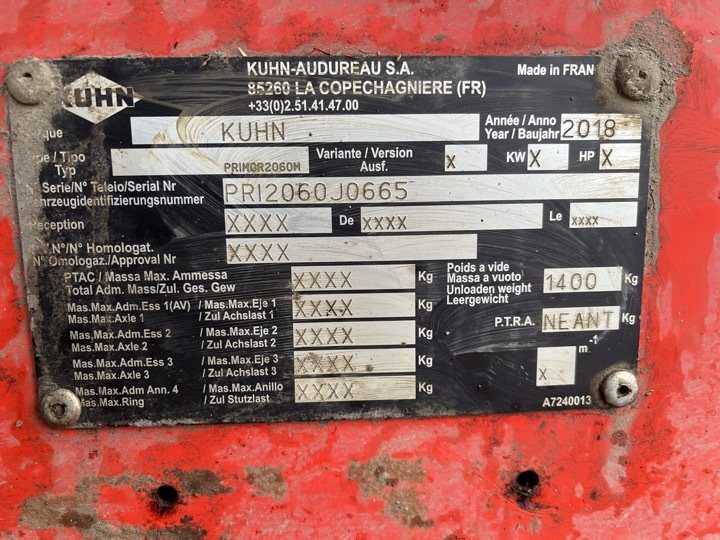 KUHN
KUHN-AUDUREAU S.A.
85260 LA COPECHAGNIERE (FR)
+33(0)2.51.41.47.00
Made in FRAN
KUHN
Année / Anno
Year / Baujahr
2018
/ Tipo
Typ
PRIMOR2060M
Variante / Version
Ausf.
X
KW X
HP X
N° Serie/N° Teleio/Serial Nr
ahrzeugidentifizierungsnummer
PRI2060J0665
eception
XXXX
De XXXX
Le XXXX
N°/N° Homologat.
N° Omologaz./Approval Nr
XXXX
PTAC / Massa Max. Ammessa
Total Adm. Mass/Zul. Ges. Gew
XXXX Kg
Poids a vide
Massa a vuoto
Unloaden weight
Leergewicht
1400 Kg
Mas.Max.Adm.Ess 1(AV) / Mas.Max.Eje 1
Mas.Max.Axle 1 / Zul Achslast 1
XXXX Kg
P.T.R.A. NEANT Kg
Mas.Max.Adm.Ess 2 / Mas.Max.Eje 2
Mas.Max.Axle 2 / Zul Achslast 2
XXXX Kg
X m-1
Mas.Max.Adm.Ess 3 / Mas.Max.Eje 3
Mas.Max.Axle 3 / Zul Achslast 3
XXXX Kg
Mas.Max.Adm Ann. 4 / Mas.Max.Anillo
Mas.Max.Ring / Zul Stutzlast
XXXX Kg
A7240013